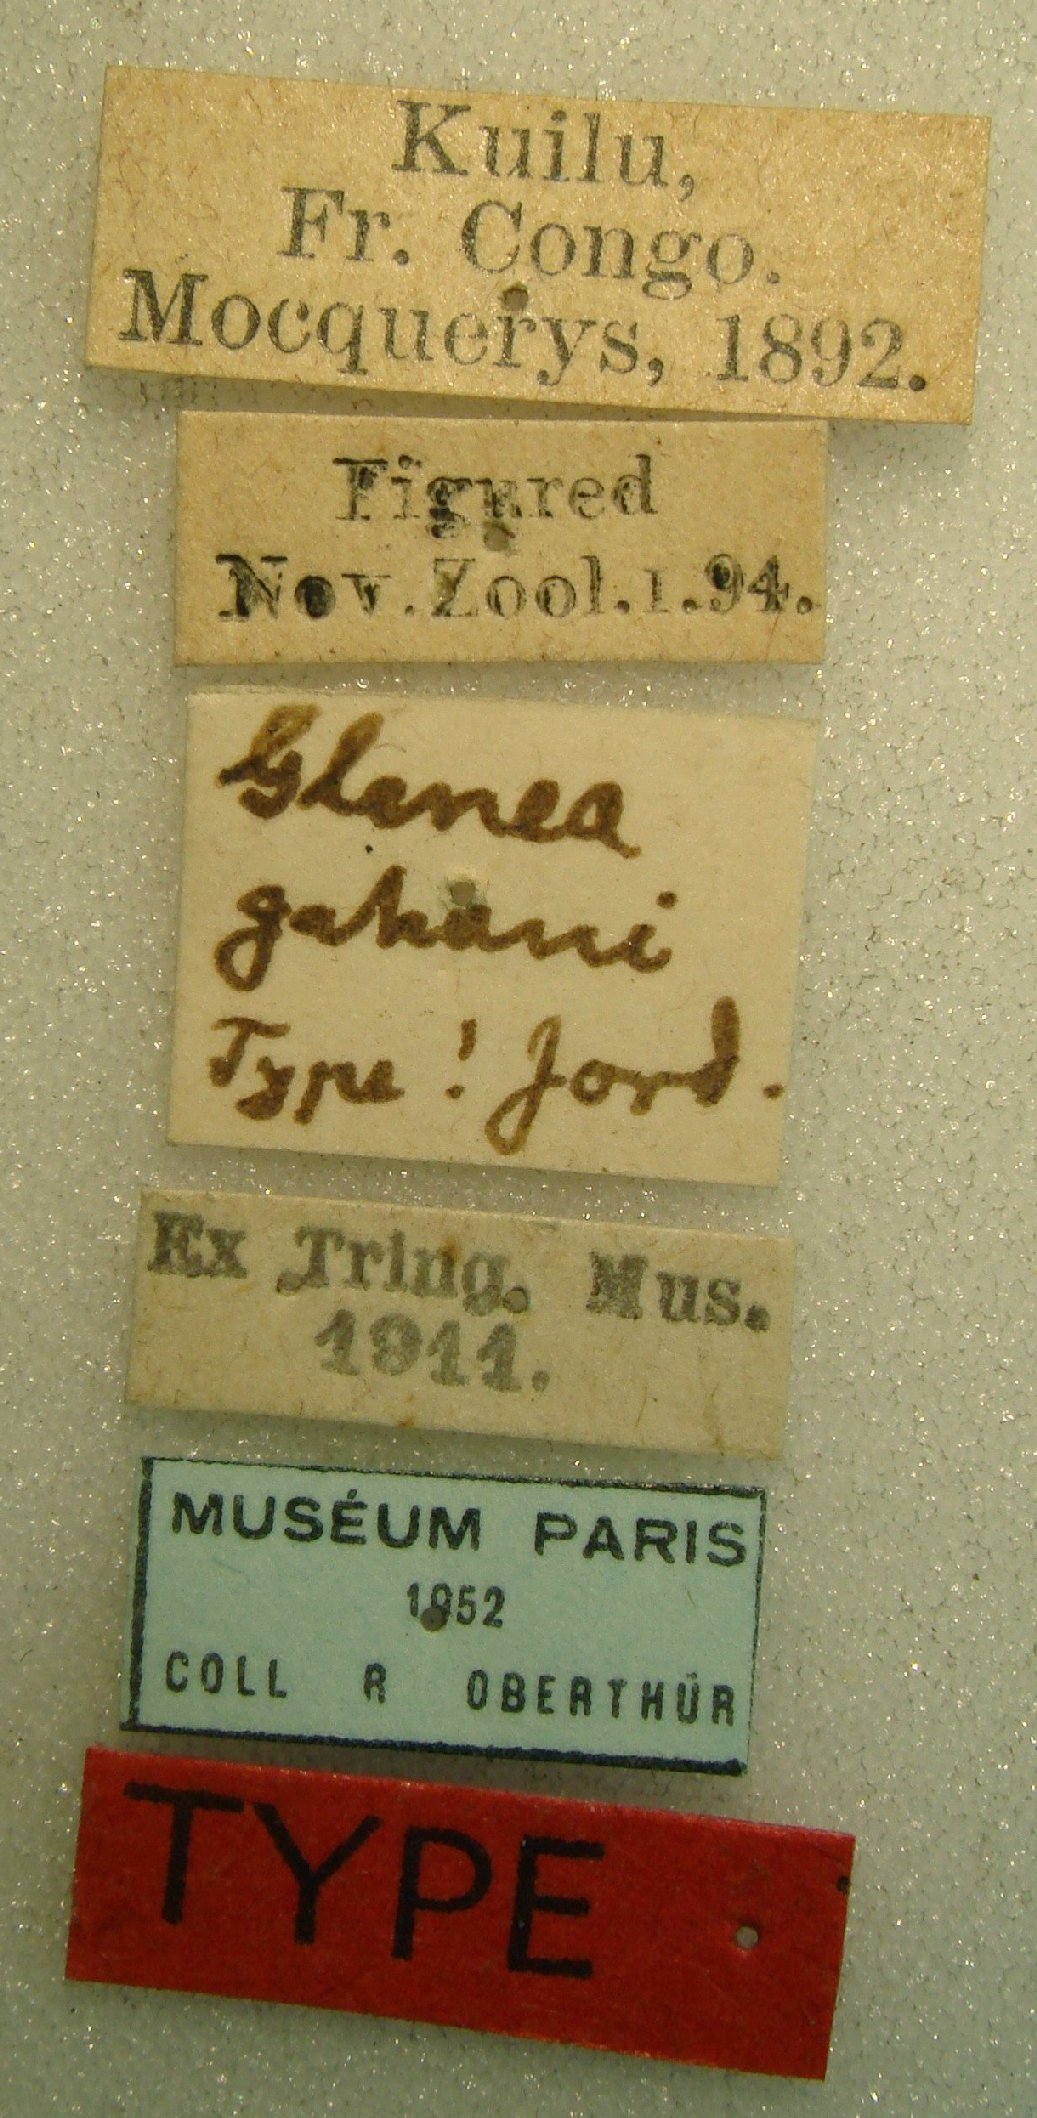 Kuilu,
Fr. Congo.
Mocquerys, 1892.
Figured
Nov. Zool. 1. 94.
Glenea
gahani
Type! Jord.
Ex Tring. Mus.
1911.
MUSÉUM PARIS
1952
COLL R OBERTHÜR
TYPE